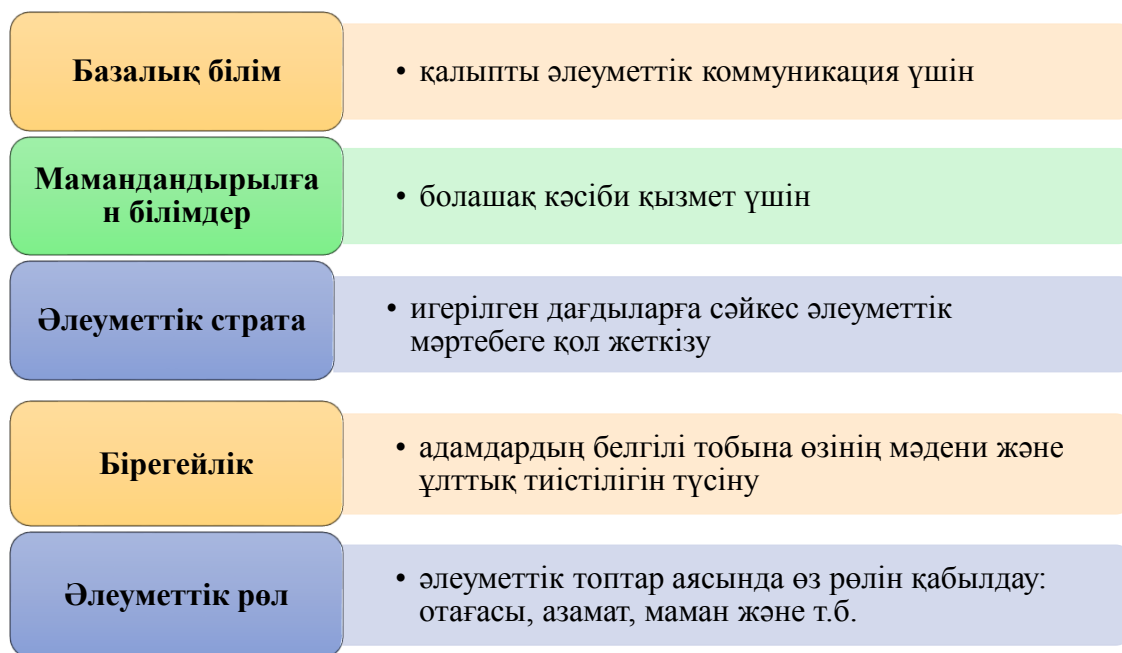 Базалық білім
• қалыпты әлеуметтік коммуникация үшін
Мамандандырылға
н білімдер
• болашақ кәсіби қызмет үшін
Әлеуметтік страта
• игерілген дағдыларға сәйкес әлеуметтік
мәртебеге қол жеткізу
Бірегейлік
• адамдардың белгілі тобына өзінің мәдени және
ұлттық тиістілігін түсіну
Әлеуметтік рөл
• әлеуметтік топтар аясында өз рөлін қабылдау:
отағасы, азамат, маман және т.б.